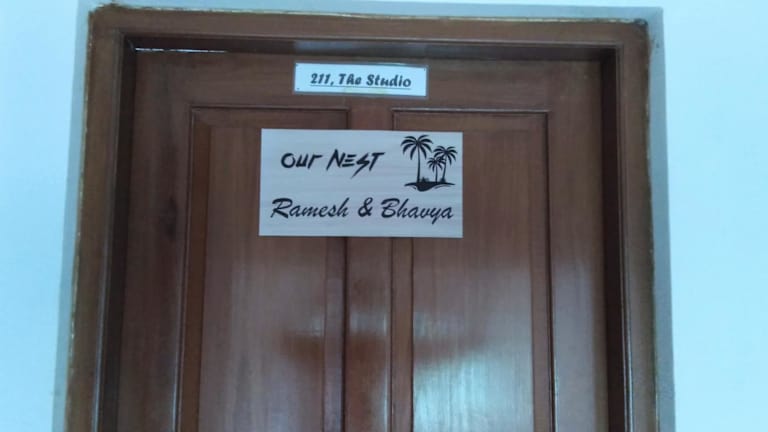 211, The Studio
OUR NEST
Ramesh & Bhavya